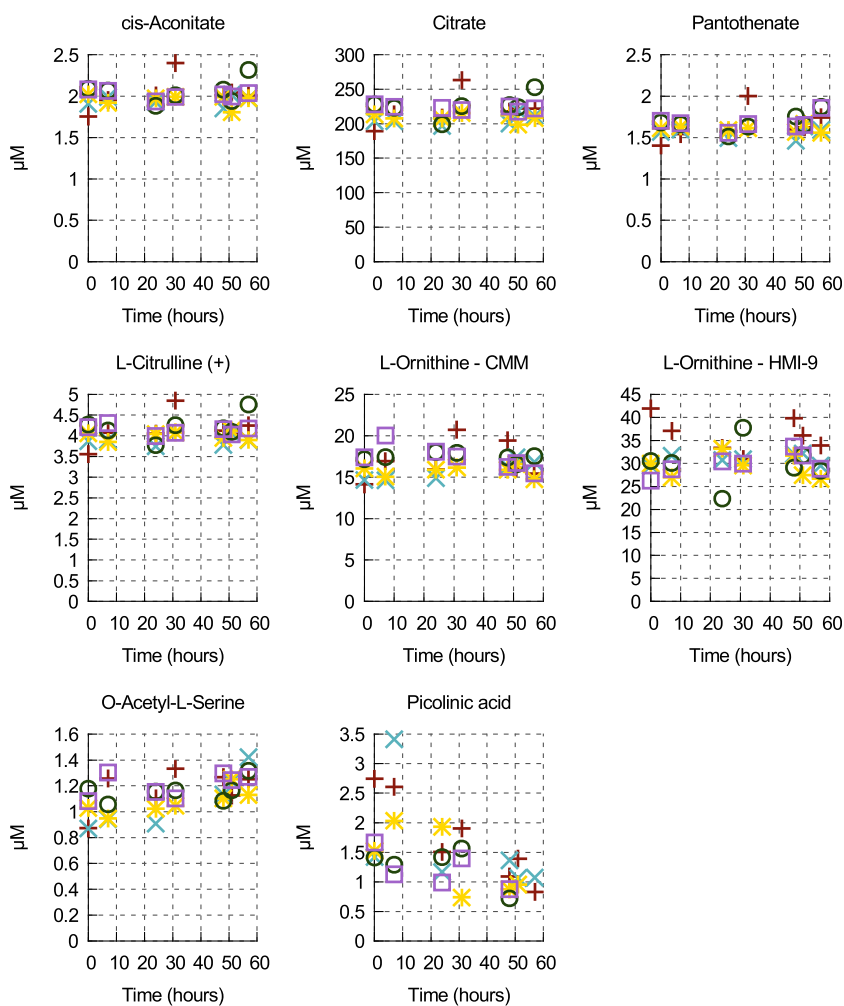 cis-Aconitate
2.5
2
1.5
1
0.5
0
µM
0 10 20 30 40 50 60
Time (hours)
Citrate
300
250
200
150
100
50
0
µM
0 10 20 30 40 50 60
Time (hours)
Pantothenate
2.5
2
1.5
1
0.5
0
µM
0 10 20 30 40 50 60
Time (hours)
L-Citrulline (+)
5
4.5
4
3.5
3
2.5
2
1.5
1
0.5
0
µM
0 10 20 30 40 50 60
Time (hours)
L-Ornithine - CMM
25
20
15
10
5
0
µM
0 10 20 30 40 50 60
Time (hours)
L-Ornithine - HMI-9
45
40
35
30
25
20
15
10
5
0
µM
0 10 20 30 40 50 60
Time (hours)
O-Acetyl-L-Serine
1.6
1.4
1.2
1
0.8
0.6
0.4
0.2
0
µM
0 10 20 30 40 50 60
Time (hours)
Picolinic acid
3.5
3
2.5
2
1.5
1
0.5
0
µM
0 10 20 30 40 50 60
Time (hours)